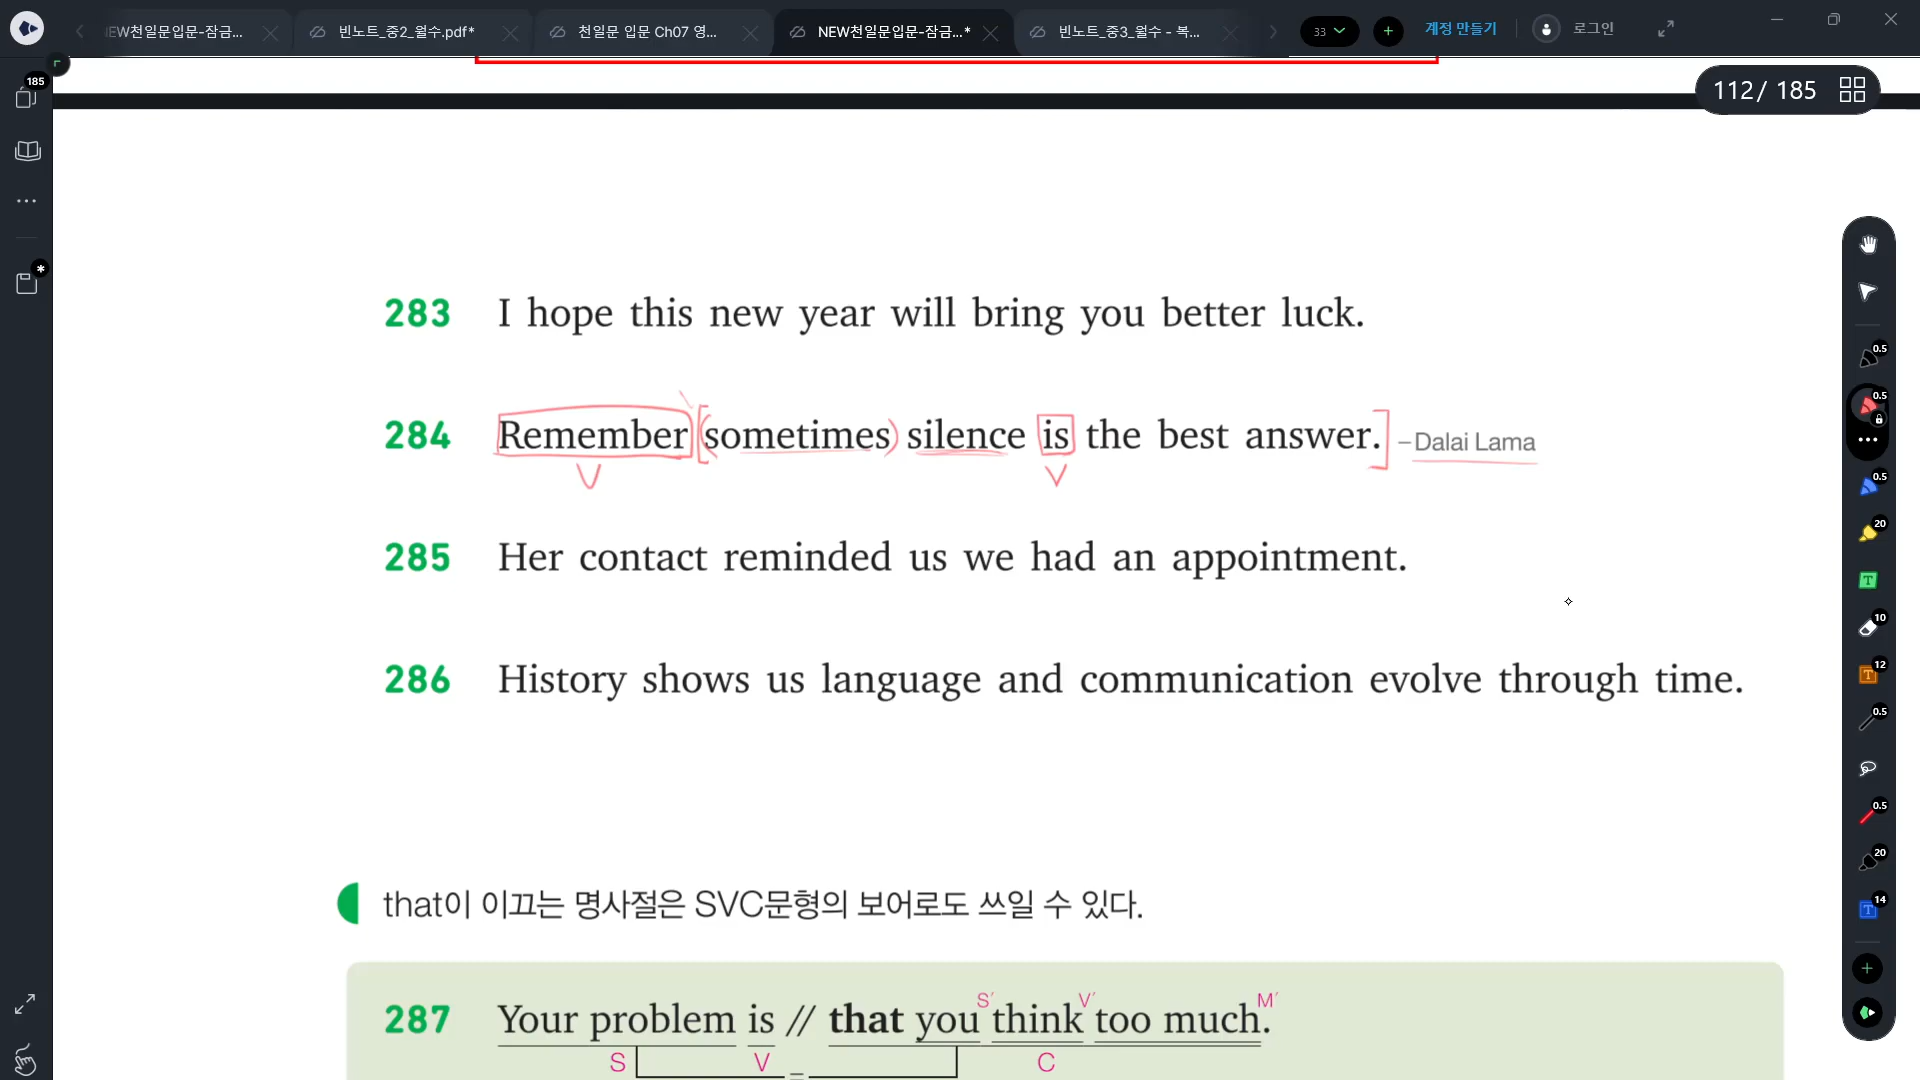 EW천일문입문-잠금...
빈노트_중2_월수.pdf*
천일문 입문 Ch07 영...
NEW천일문입문-잠금...*
빈노트_중3_월수 - 복...
33
계정 만들기
로그인
185
112/ 185
283 I hope this new year will bring you better luck.
284 Remember sometimes silence is the best answer. –Dalai Lama
V V
285 Her contact reminded us we had an appointment.
286 History shows us language and communication evolve through time.
that이 이끄는 명사절은 SVC문형의 보어로도 쓰일 수 있다.
S′ V′ M′
287 Your problem is // that you think too much.
S V = C
0.5
0.5
0.5
20
T
10
T 12
0.5
0.5
20
T 14